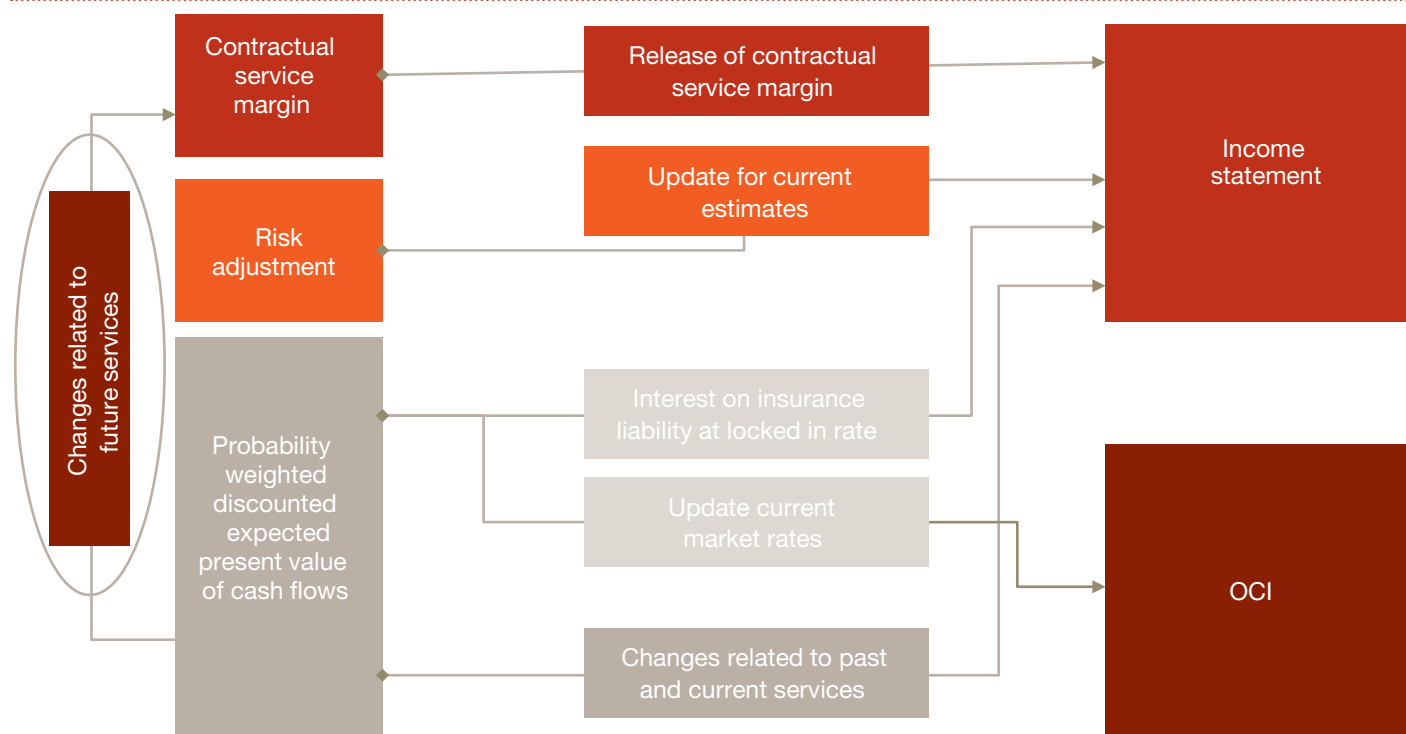 Contractual
service
margin
Release of contractual
service margin
Income
statement
Update for current
estimates
Risk
adjustment
Changes related to
future services
Interest on insurance
liability at locked in rate
Probability
weighted
discounted
expected
present value
of cash flows
Update current
market rates
OCI
Changes related to past
and current services